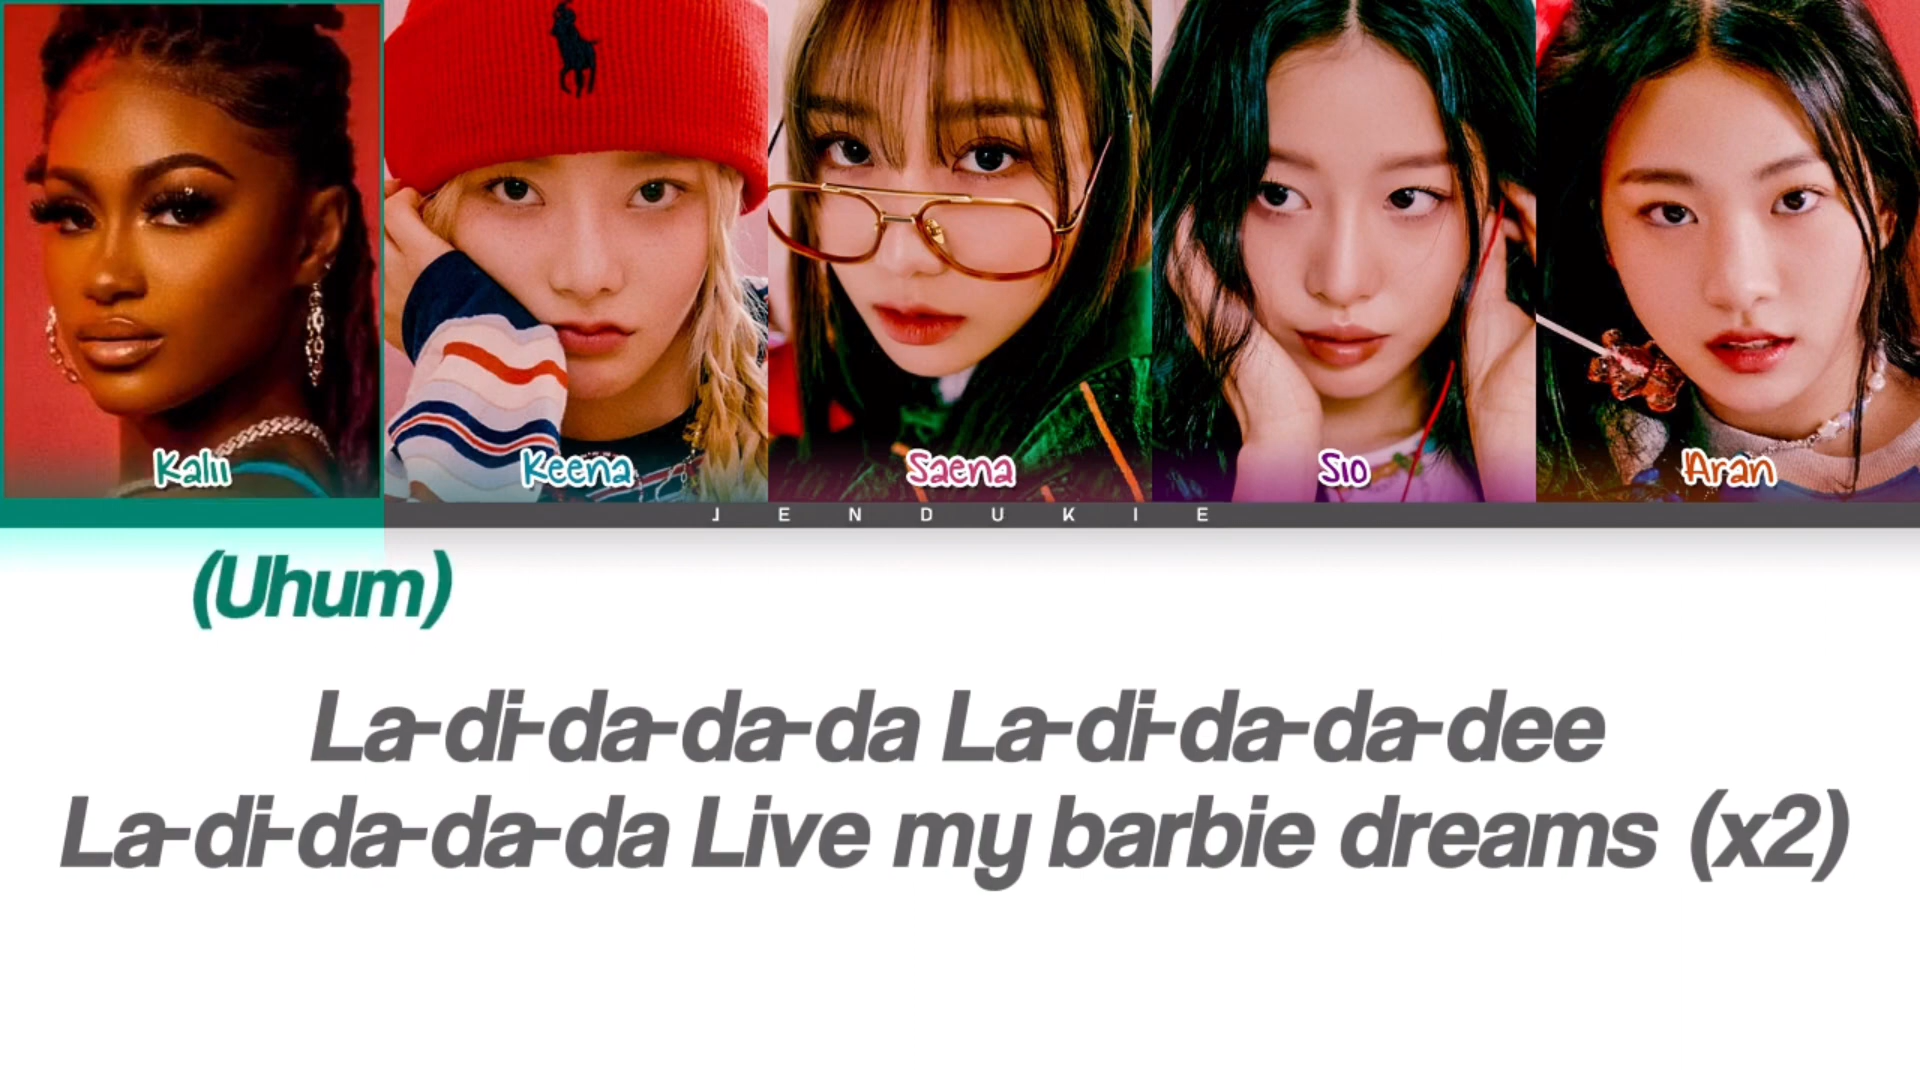 Kalii
Keena
Saena
Sio
Aran
JENDUKIE
(Uhum)
La-di-da-da-da La-di-da-da-dee
La-di-da-da-da Live my barbie dreams (x2)